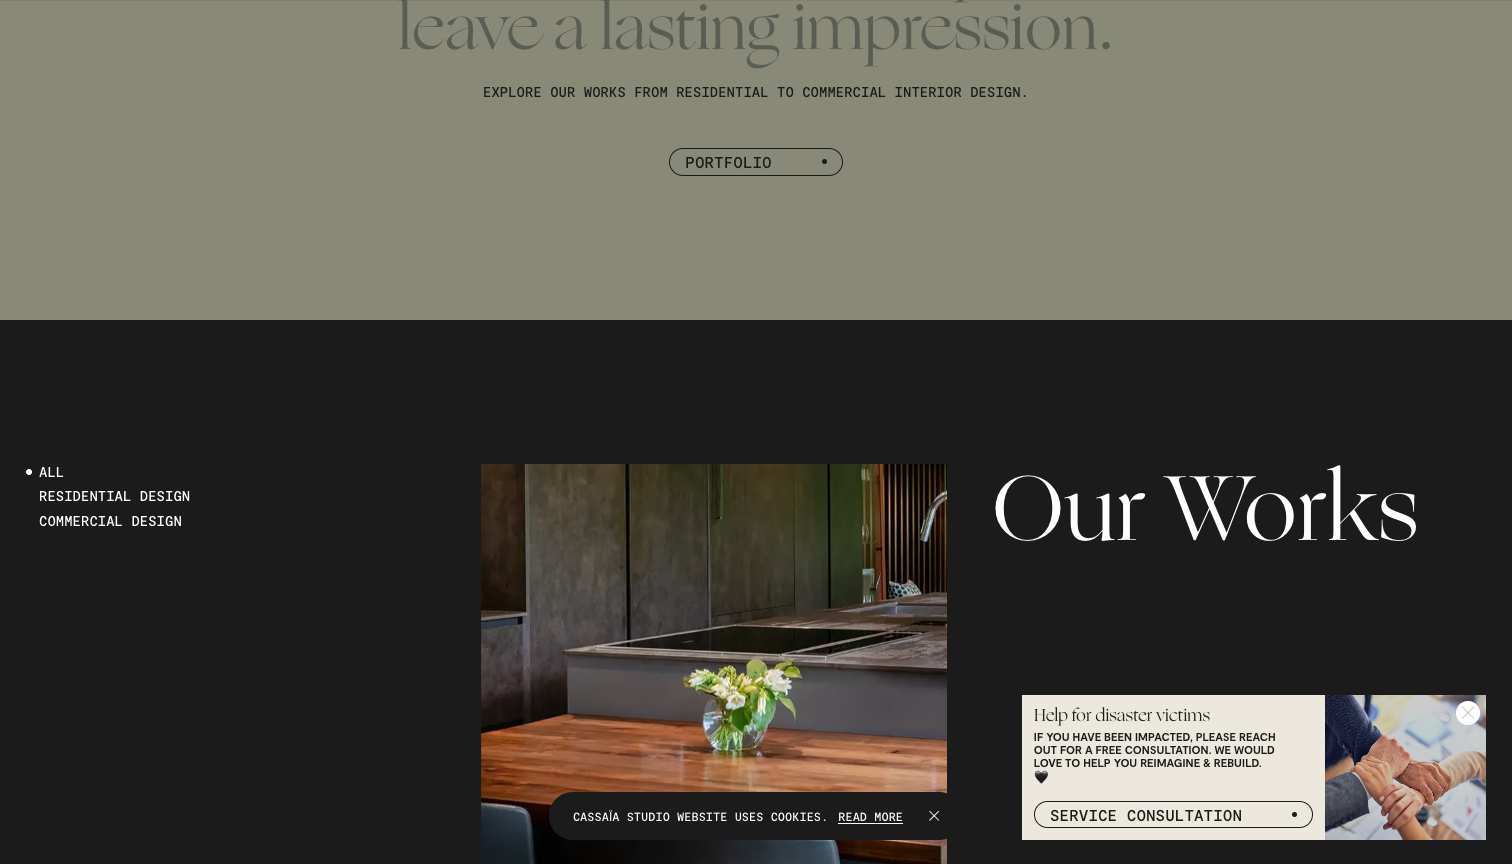 leave a lasting impression.
EXPLORE OUR WORKS FROM RESIDENTIAL TO COMMERCIAL INTERIOR DESIGN.
PORTFOLIO
ALL
RESIDENTIAL DESIGN
COMMERCIAL DESIGN
Our Works
Help for disaster victims
IF YOU HAVE BEEN IMPACTED, PLEASE REACH
OUT FOR A FREE CONSULTATION. WE WOULD
LOVE TO HELP YOU REIMAGINE & REBUILD.
🖤
SERVICE CONSULTATION
CASSAÏA STUDIO WEBSITE USES COOKIES. READ MORE